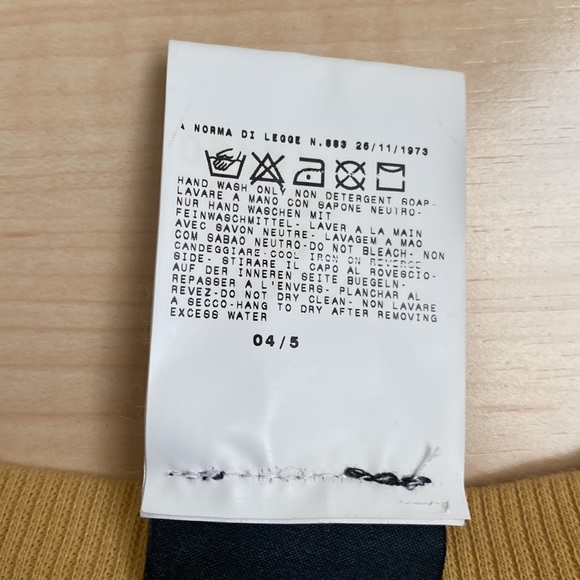 A NORMA DI LEGGE N.883 26/11/1973
HAND WASH ONLY NON DETERGENT SOAP-
LAVARE A MANO CON SAPONE NEUTRO-
NUR HAND WASCHEN MIT
FEINWASCHMITTEL- LAVER A LA MAIN
AVEC SAVON NEUTRE- LAVAGEM A MAO
COM SABAO NEUTRO-DO NOT BLEACH- NON
CANDEGGIARE-COOL IRON ON REVERSE
SIDE- STIRARE IL CAPO AL ROVESCIO-
AUF DER INNEREN SEITE BUEGELN-
REPASSER A L'ENVERS- PLANCHAR AL
REVEZ-DO NOT DRY CLEAN- NON LAVARE
A SECCO-HANG TO DRY AFTER REMOVING
EXCESS WATER
04/5